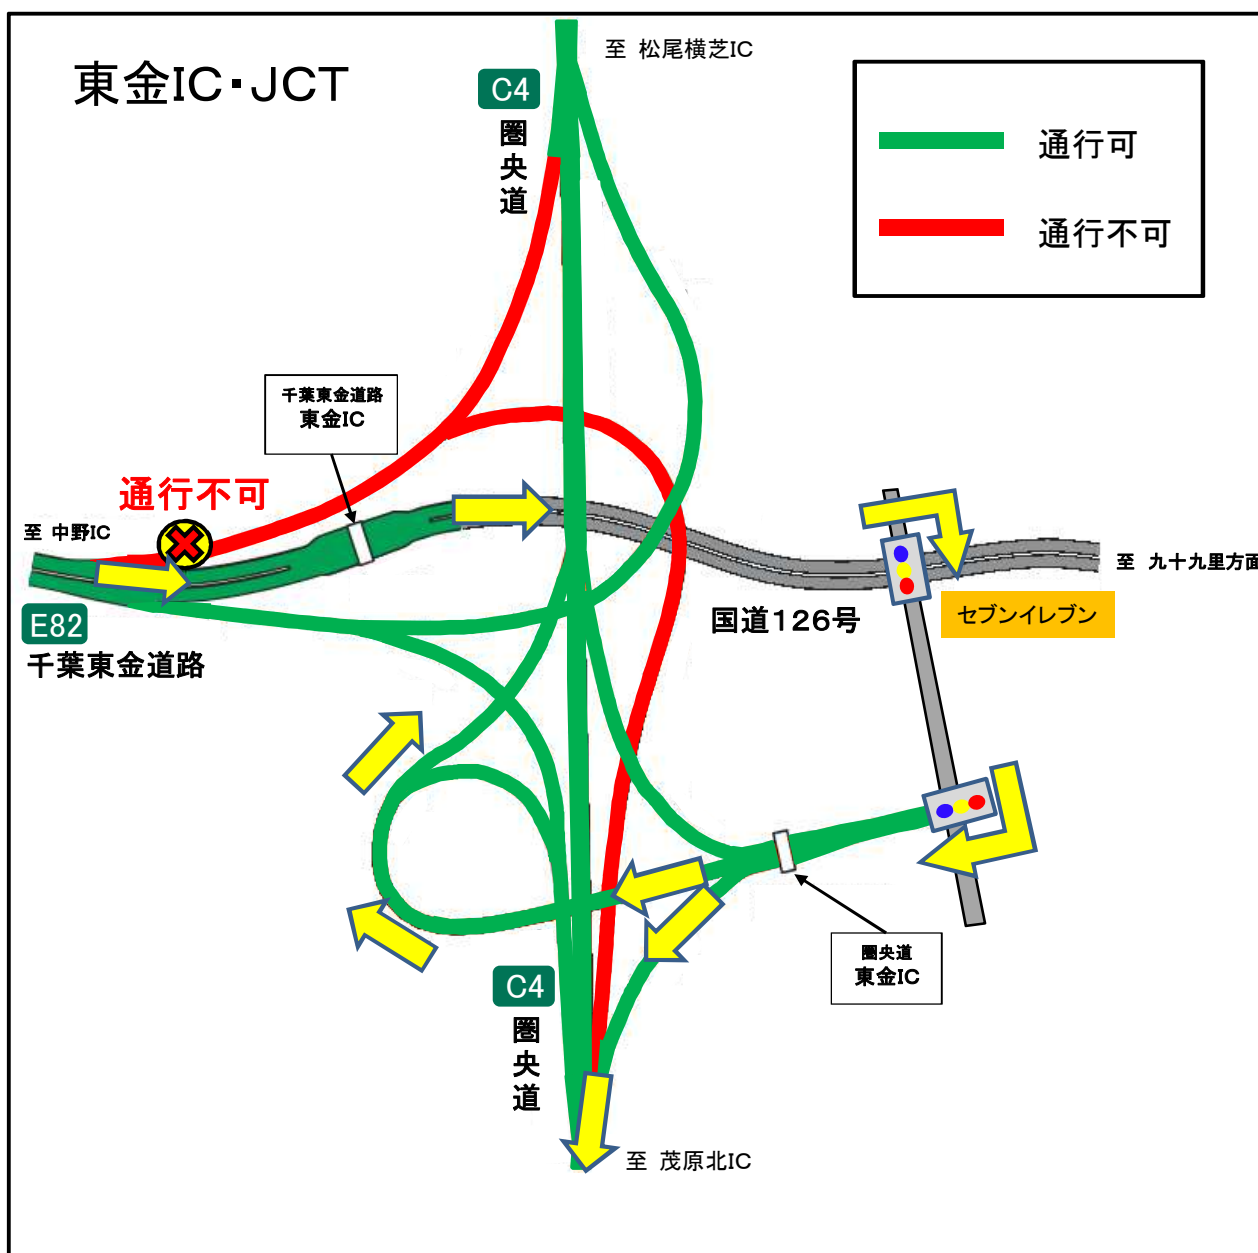 東金IC・JCT
至 松尾横芝IC
C4
圏央道
通行可
通行不可
千葉東金道路
東金IC
通行不可
至 中野IC
E82
千葉東金道路
至 九十九里方面
国道126号
セブンイレブン
圏央道
東金IC
C4
圏央道
至 茂原北IC